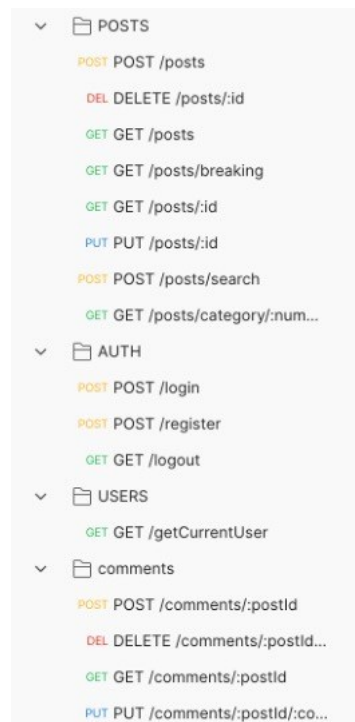 POSTS
POST POST /posts
DEL DELETE /posts/:id
GET GET /posts
GET GET /posts/breaking
GET GET /posts/:id
PUT PUT /posts/:id
POST POST /posts/search
GET GET /posts/category/:num...
AUTH
POST POST /login
POST POST /register
GET GET /logout
USERS
GET GET /getCurrentUser
comments
POST POST /comments/:postId
DEL DELETE /comments/:postId...
GET GET /comments/:postId
PUT PUT /comments/:postId/:co...